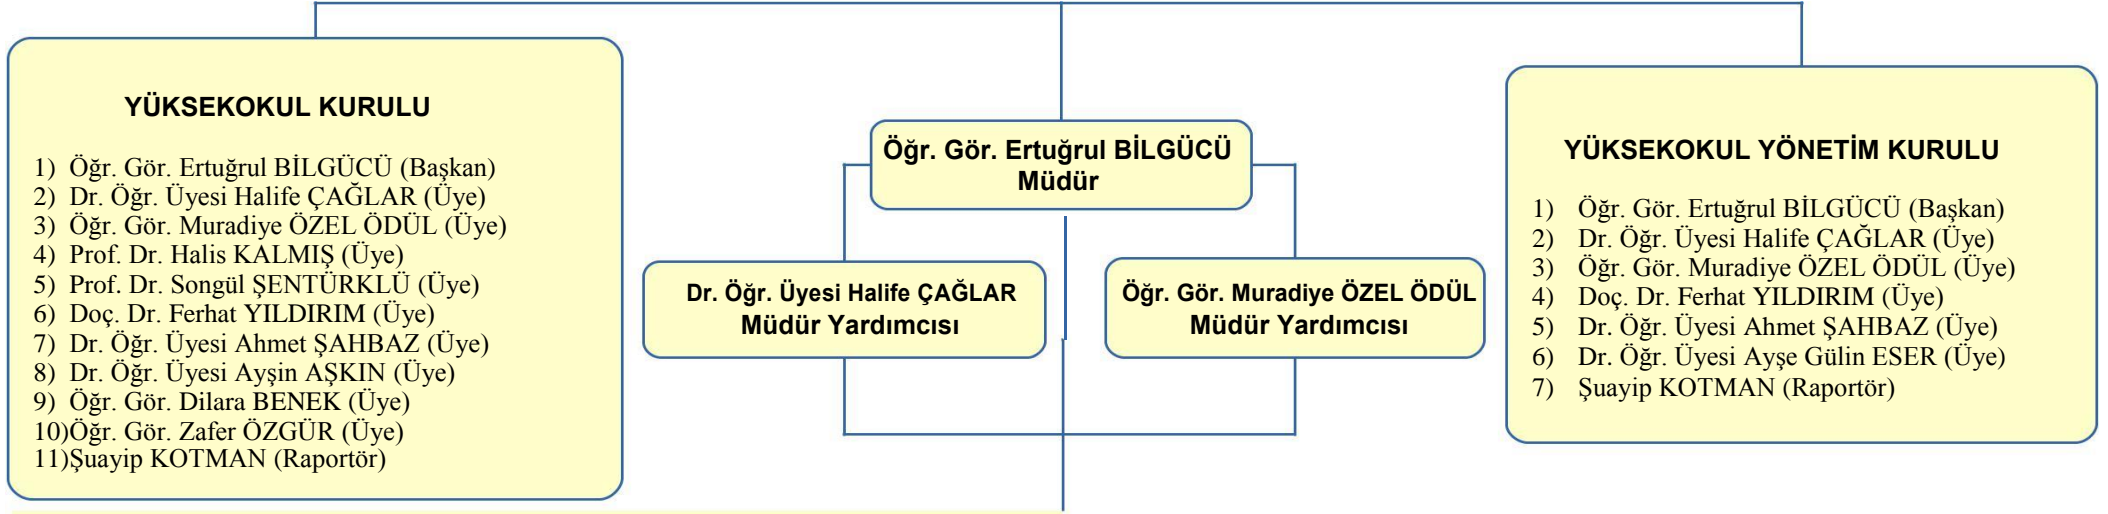 YÜKSEKOKUL KURULU
1) Öğr. Gör. Ertuğrul BİLGÜCÜ (Başkan)
2) Dr. Öğr. Üyesi Halife ÇAĞLAR (Üye)
3) Öğr. Gör. Muradiye ÖZEL ÖDÜL (Üye)
4) Prof. Dr. Halis KALMIŞ (Üye)
5) Prof. Dr. Songül ŞENTÜRKLÜ (Üye)
6) Doç. Dr. Ferhat YILDIRIM (Üye)
7) Dr. Öğr. Üyesi Ahmet ŞAHBAZ (Üye)
8) Dr. Öğr. Üyesi Ayşin AŞKIN (Üye)
9) Öğr. Gör. Dilara BENEK (Üye)
10)Öğr. Gör. Zafer ÖZGÜR (Üye)
11)Şuayip KOTMAN (Raportör)
Öğr. Gör. Ertuğrul BİLGÜCÜ
Müdür
Dr. Öğr. Üyesi Halife ÇAĞLAR
Müdür Yardımcısı
Öğr. Gör. Muradiye ÖZEL ÖDÜL
Müdür Yardımcısı
YÜKSEKOKUL YÖNETİM KURULU
1) Öğr. Gör. Ertuğrul BİLGÜCÜ (Başkan)
2) Dr. Öğr. Üyesi Halife ÇAĞLAR (Üye)
3) Öğr. Gör. Muradiye ÖZEL ÖDÜL (Üye)
4) Doç. Dr. Ferhat YILDIRIM (Üye)
5) Dr. Öğr. Üyesi Ahmet ŞAHBAZ (Üye)
6) Dr. Öğr. Üyesi Ayşe Gülin ESER (Üye)
7) Şuayip KOTMAN (Raportör)